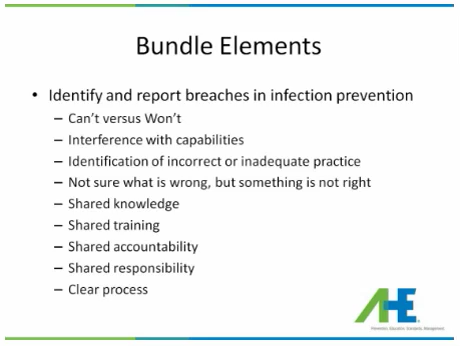 Bundle Elements
• Identify and report breaches in infection prevention
– Can't versus Won't
– Interference with capabilities
– Identification of incorrect or inadequate practice
– Not sure what is wrong, but something is not right
– Shared knowledge
– Shared training
– Shared accountability
– Shared responsibility
– Clear process
AHE